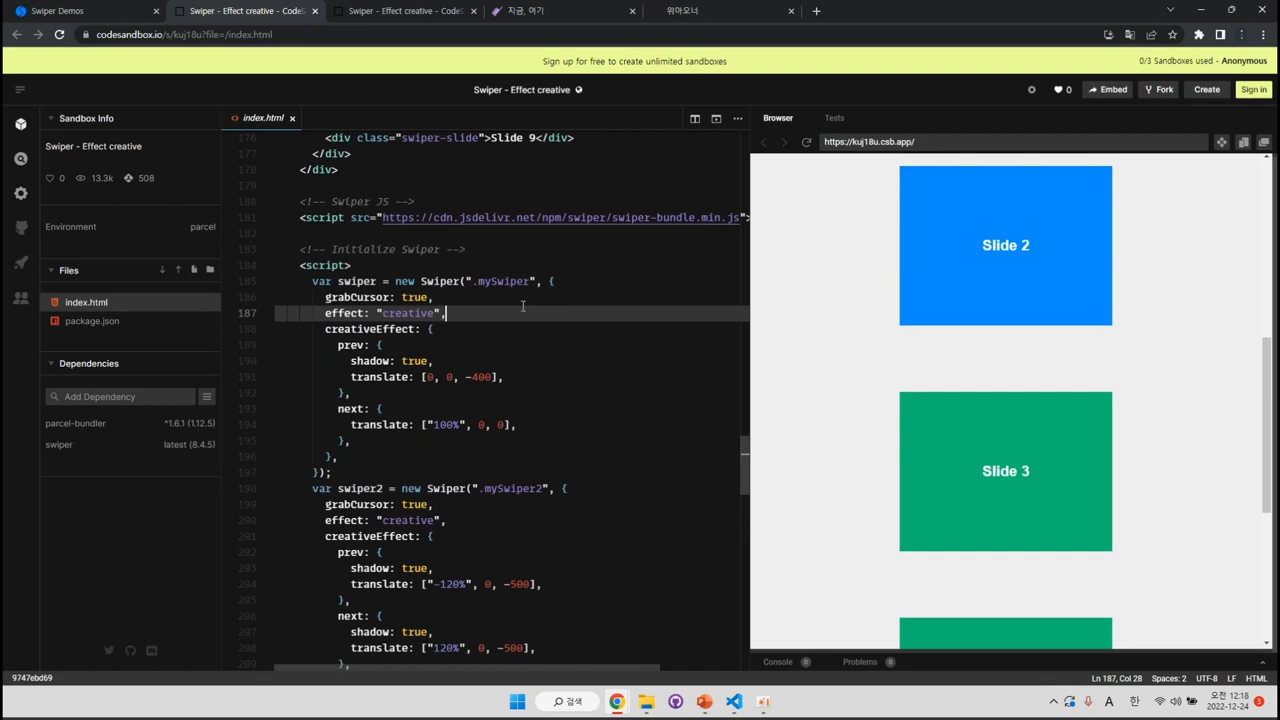 Swiper Demos
Swiper - Effect creative - CodeS
Swiper - Effect creative - CodeS
지금, 여기
위아오너
codesandbox.io/s/kuj18u?file=/index.html
Sign up for free to create unlimited sandboxes
0/3 Sandboxes used - Anonymous
Swiper - Effect creative
0
Embed
Fork
Create
Sign in
Sandbox Info
Swiper - Effect creative
0 13.3k 508
Environment parcel
Files
index.html
package.json
Dependencies
Add Dependency
parcel-bundler ^1.6.1 (1.12.5)
swiper latest (8.4.5)
index.html
176 <div class="swiper-slide">Slide 9</div>
177 </div>
178 </div>
179
180 <!-- Swiper JS -->
181 <script src="https://cdn.jsdelivr.net/npm/swiper/swiper-bundle.min.js">
182
183 <!-- Initialize Swiper -->
184 <script>
185 var swiper = new Swiper(".mySwiper", {
186 grabCursor: true,
187 effect: "creative",
188 creativeEffect: {
189 prev: {
190 shadow: true,
191 translate: [0, 0, -400],
192 },
193 next: {
194 translate: ["100%", 0, 0],
195 },
196 },
197 });
198 var swiper2 = new Swiper(".mySwiper2", {
199 grabCursor: true,
200 effect: "creative",
201 creativeEffect: {
202 prev: {
203 shadow: true,
204 translate: ["-120%", 0, -500],
205 },
206 next: {
207 shadow: true,
208 translate: ["120%", 0, -500],
209 },
Browser
Tests
https://kuj18u.csb.app/
Slide 2
Slide 3
Console 0
Problems 0
9747ebd69
Ln 187, Col 28 Spaces: 2 UTF-8 LF HTML
검색
A 한
오전 12:18
2022-12-24
3